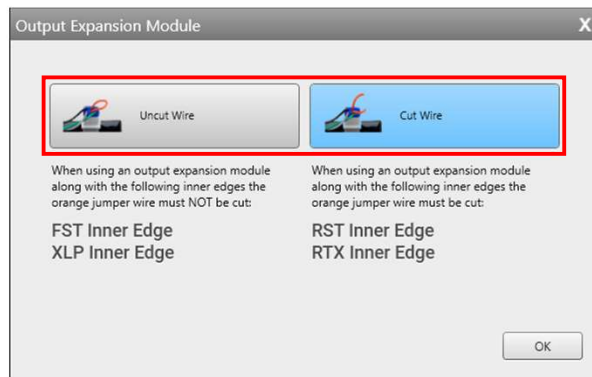 Output Expansion Module
X
Uncut Wire
Cut Wire
When using an output expansion module
along with the following inner edges the
orange jumper wire must NOT be cut:
FST Inner Edge
XLP Inner Edge
When using an output expansion module
along with the following inner edges the
orange jumper wire must be cut:
RST Inner Edge
RTX Inner Edge
OK